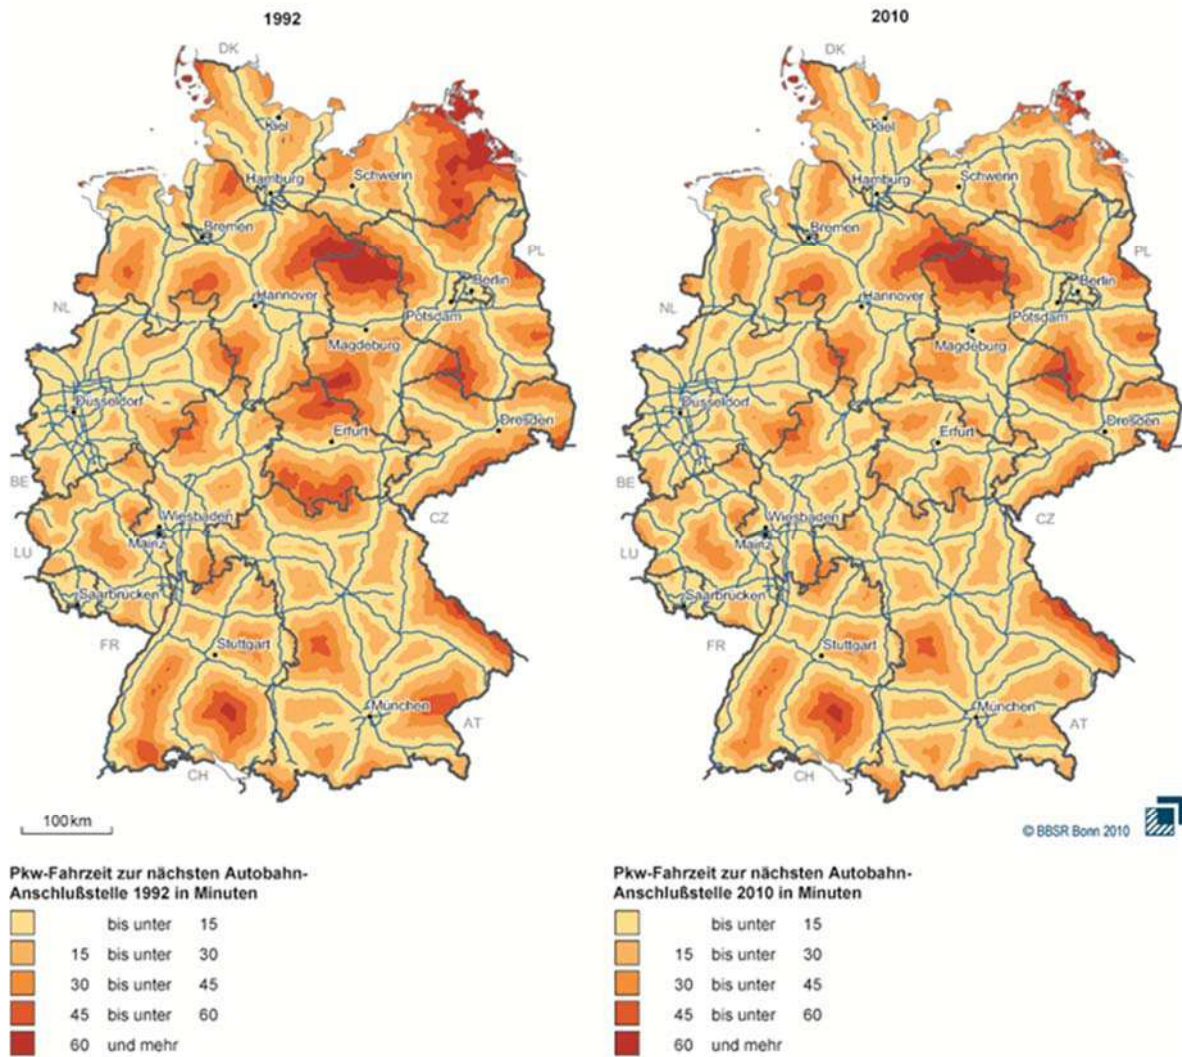 1992
DK
Kiel
Hamburg
Schwerin
Bremen
PL
Berlin
Hannover
NL
Potsdam
Magdeburg
Düsseldorf
Dresden
Erfurt
BE
Wiesbaden
CZ
Mainz
LU
Saarbrücken
FR
Stuttgart
München
AT
CH
100 km
2010
DK
Kiel
Hamburg
Schwerin
Bremen
PL
Berlin
Hannover
NL
Potsdam
Magdeburg
Düsseldorf
Dresden
Erfurt
BE
Wiesbaden
CZ
Mainz
LU
Saarbrücken
FR
Stuttgart
München
AT
CH
© BBSR Bonn 2010
Pkw-Fahrzeit zur nächsten Autobahn-
Anschlußstelle 1992 in Minuten
bis unter 15
15 bis unter 30
30 bis unter 45
45 bis unter 60
60 und mehr
Pkw-Fahrzeit zur nächsten Autobahn-
Anschlußstelle 2010 in Minuten
bis unter 15
15 bis unter 30
30 bis unter 45
45 bis unter 60
60 und mehr